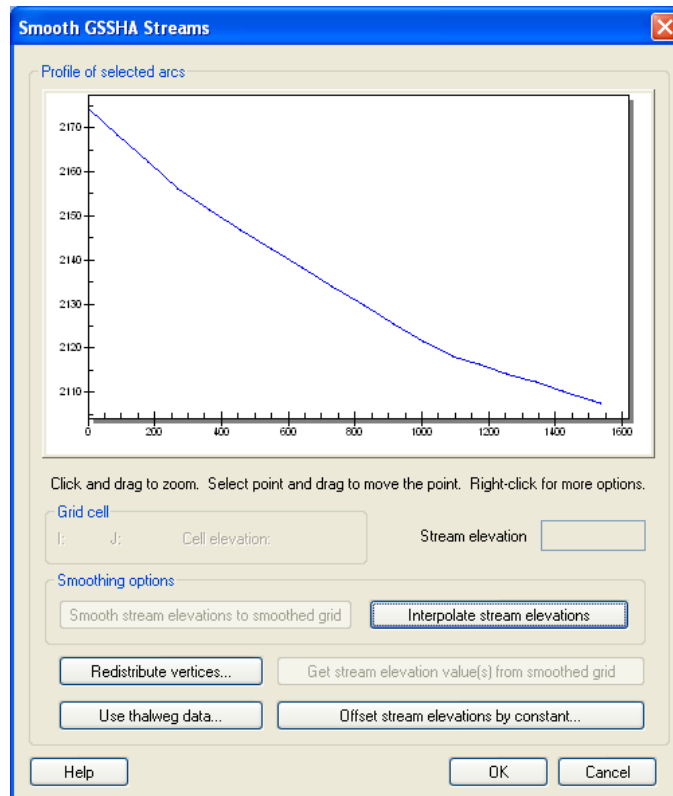 Smooth GSSHA Streams
Profile of selected arcs
2170
2160
2150
2140
2130
2120
2110
0 200 400 600 800 1000 1200 1400 1600
Click and drag to zoom. Select point and drag to move the point. Right-click for more options.
Grid cell
I: J: Cell elevation: Stream elevation
Smoothing options
Smooth stream elevations to smoothed grid Interpolate stream elevations
Redistribute vertices... Get stream elevation value(s) from smoothed grid
Use thalweg data... Offset stream elevations by constant...
Help OK Cancel